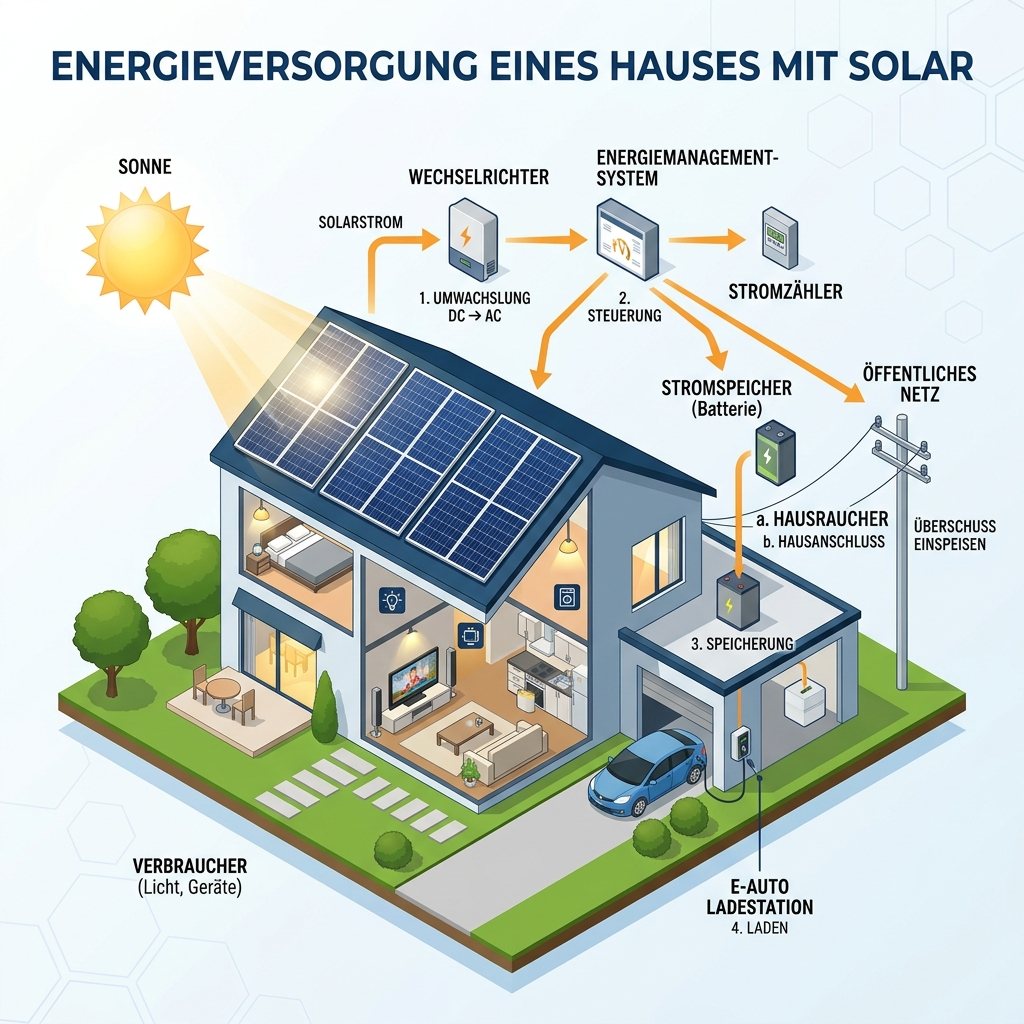 ENERGIEVERSORGUNG EINES HAUSES MIT SOLAR
SONNE
SOLARSTROM
WECHSELRICHTER
1. UMWACHSLUNG
DC → AC
ENERGIEMANAGEMENT-
SYSTEM
2.
STEUERUNG
STROMZÄHLER
STROMSPEICHER
(Batterie)
ÖFFENTLICHES
NETZ
a. HAUSRAUCHER
b. HAUSANSCHLUSS
ÜBERSCHUSS
EINSPEISEN
3. SPEICHERUNG
VERBRAUCHER
(Licht, Geräte)
E-AUTO
LADESTATION
4. LADEN